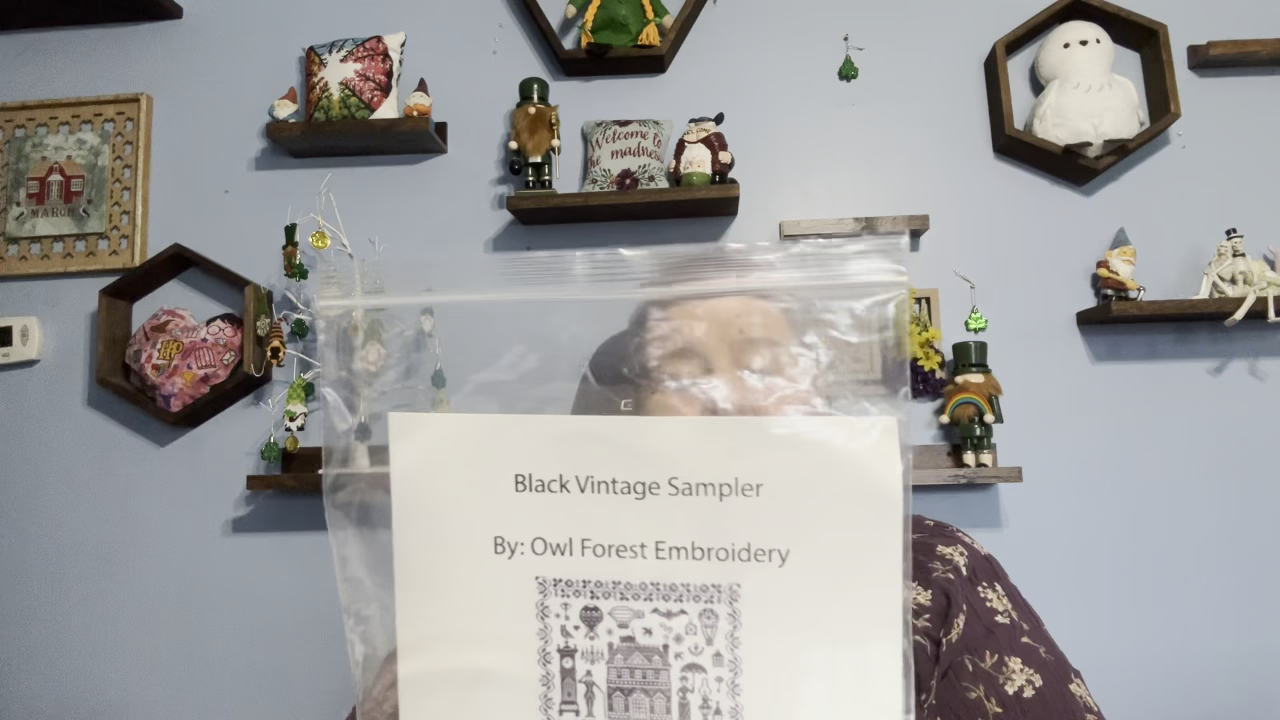 Welcome to
the madness
MARCH
Black Vintage Sampler
By: Owl Forest Embroidery